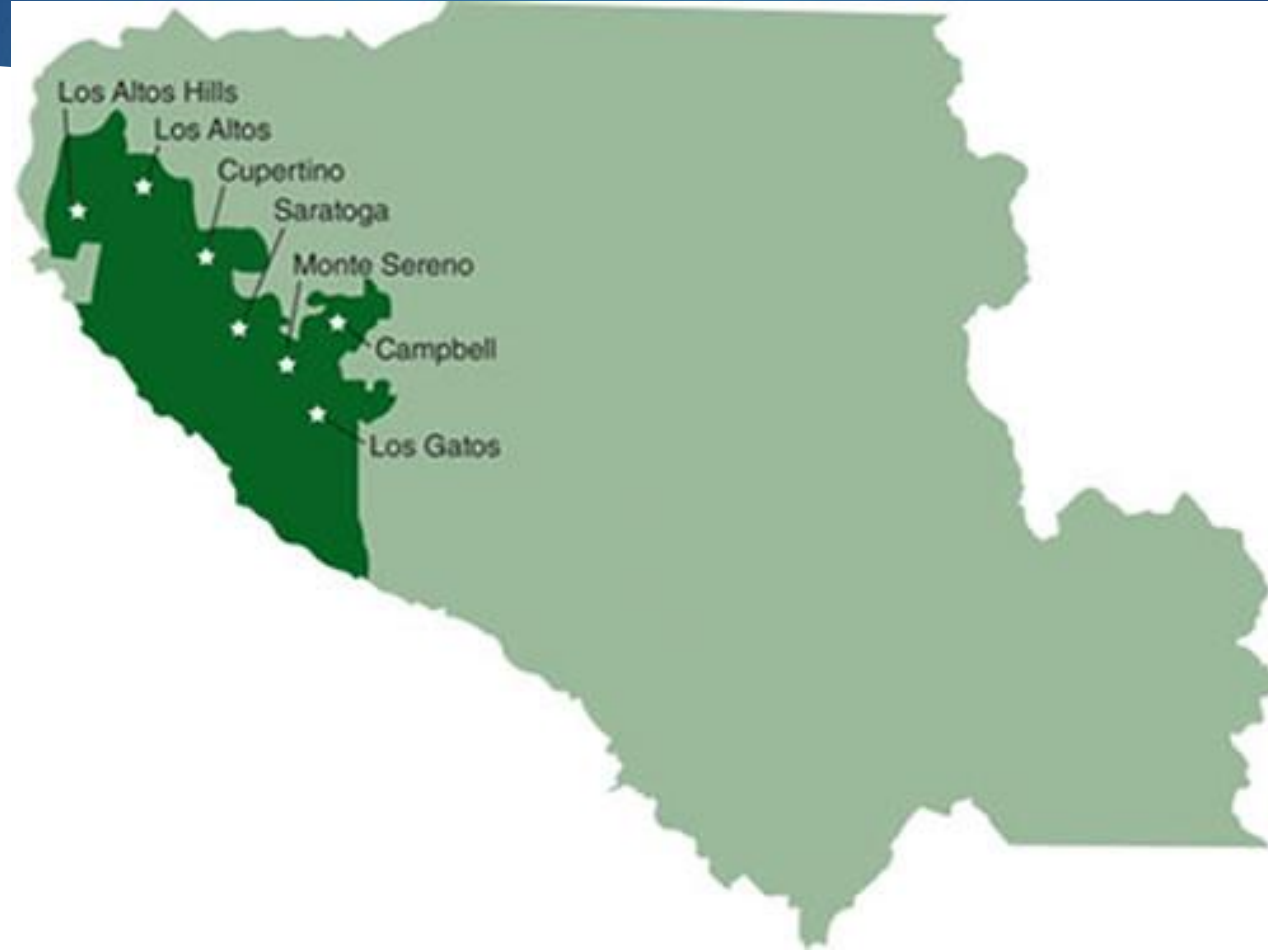 Los Altos Hills
Los Altos
Cupertino
Saratoga
Monte Sereno
Campbell
Los Gatos